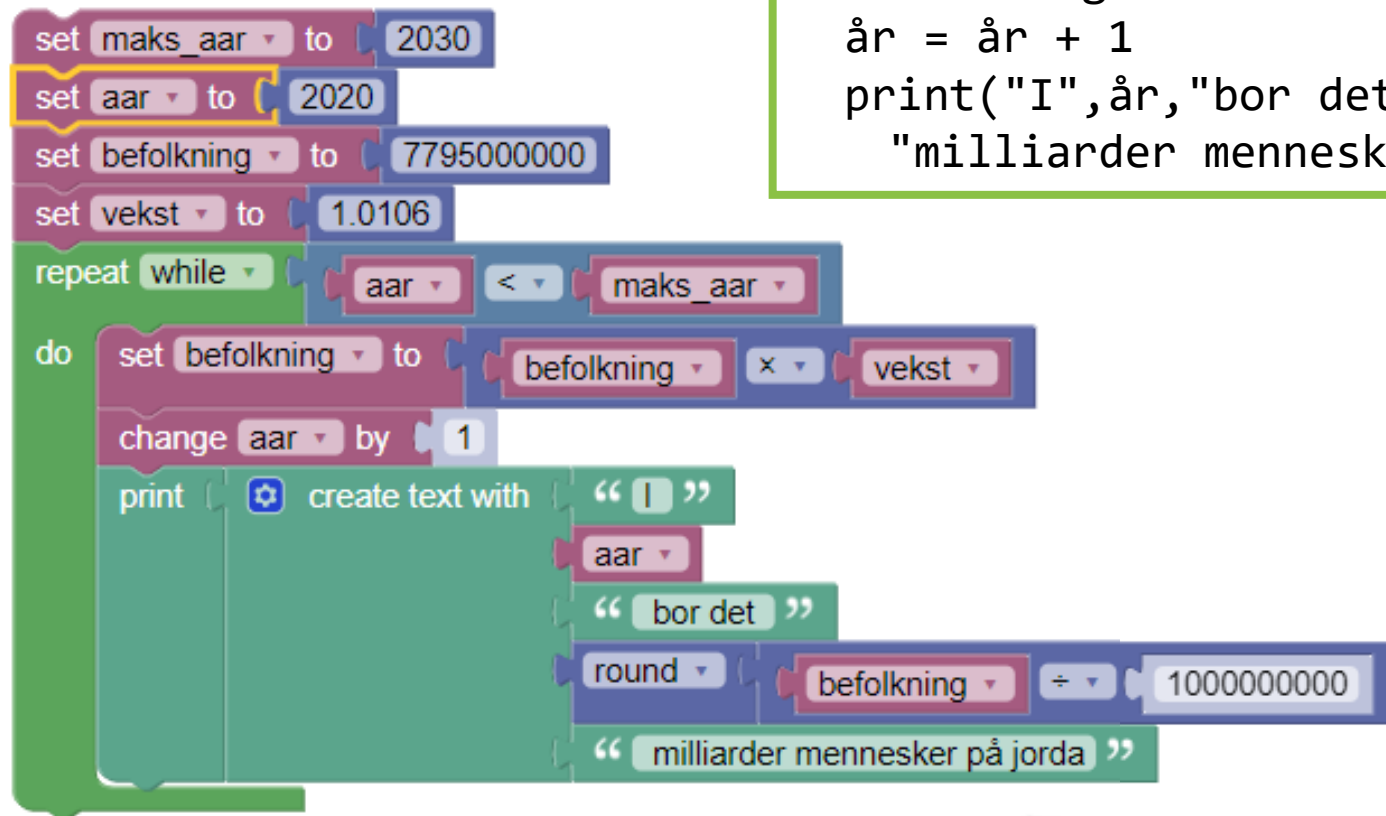 set maks_aar to 2030
set aar to 2020
set befolkning to 7795000000
set vekst to 1.0106
repeat while aar < maks_aar
do set befolkning to befolkning × vekst
change aar by 1
print create text with “ I ”
aar
“ bor det ”
round befolkning ÷ 1000000000
“ milliarder mennesker på jorda ”
år = år + 1
print("I",år,"bor det
"milliarder mennesk